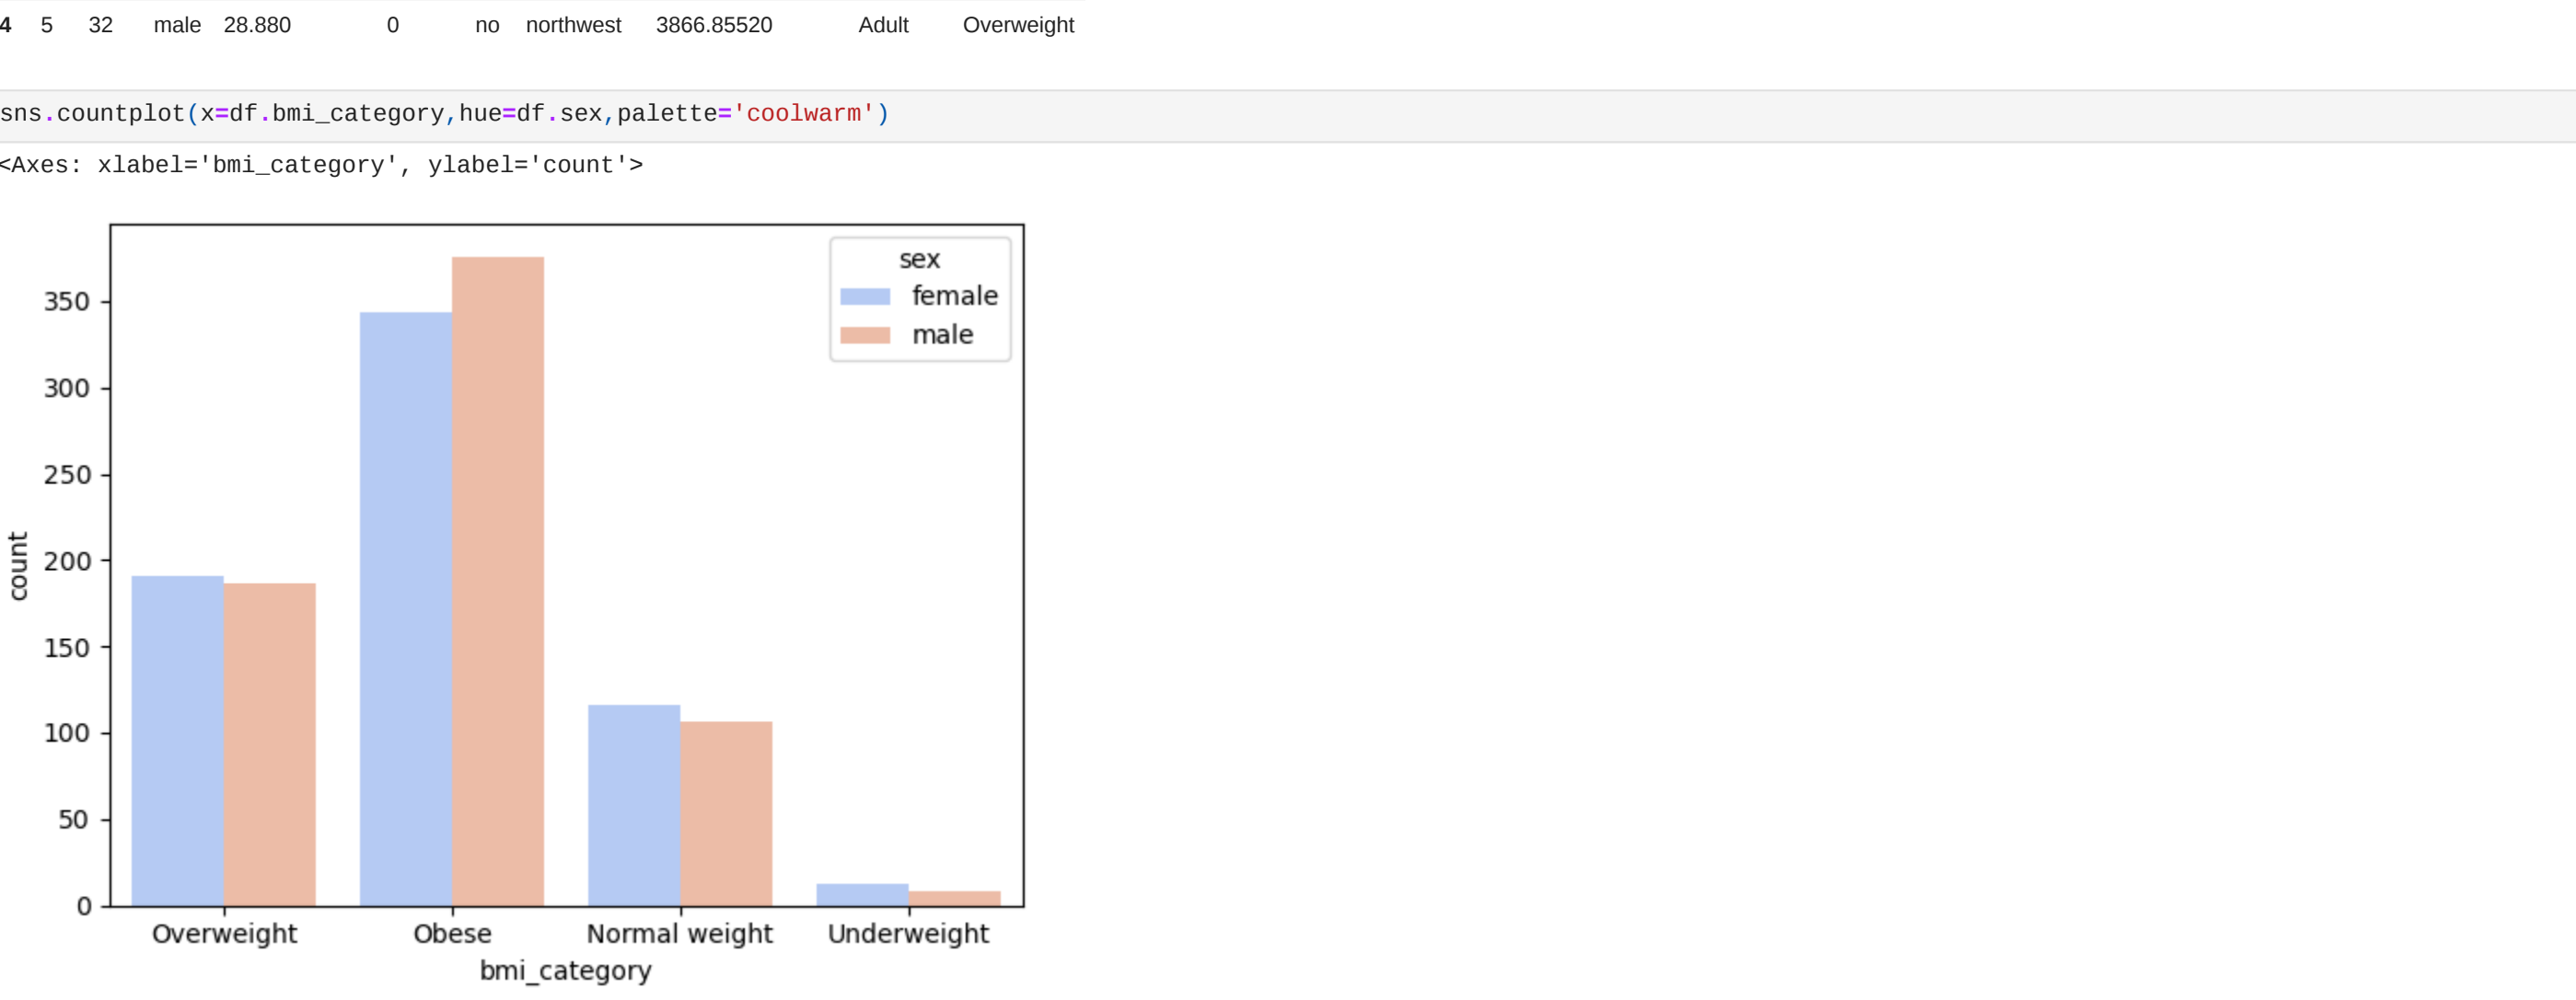 4 5 32 male 28.880 0 no northwest 3866.85520 Adult Overweight
sns.countplot(x=df.bmi_category,hue=df.sex,palette='coolwarm')
<Axes: xlabel='bmi_category', ylabel='count'>
sex
female
male
350
300
250
200
150
100
50
0
count
Overweight Obese Normal weight Underweight
bmi_category